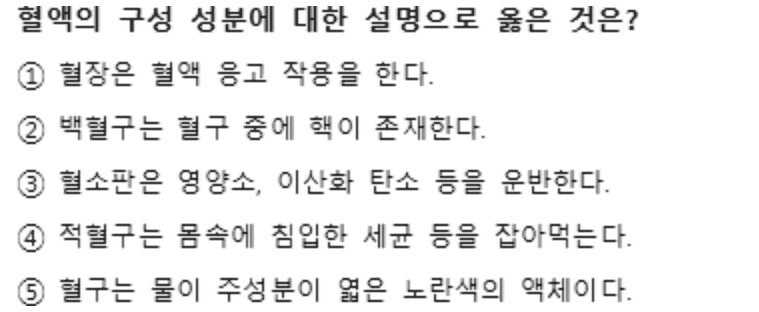 혈액의 구성 성분에 대한 설명으로 옳은 것은?
① 혈장은 혈액 응고 작용을 한다.
② 백혈구는 혈구 중에 핵이 존재한다.
③ 혈소판은 영양소, 이산화 탄소 등을 운반한다.
④ 적혈구는 몸속에 침입한 세균 등을 잡아먹는다.
⑤ 혈구는 물이 주성분이 엷은 노란색의 액체이다.